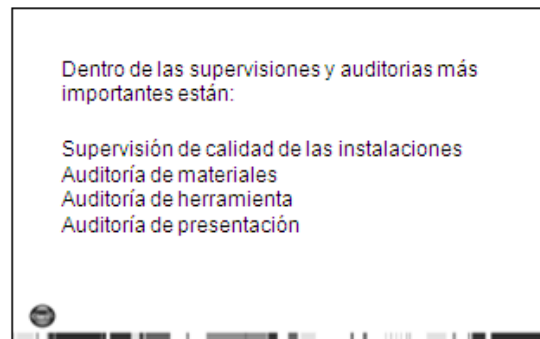 Dentro de las supervisiones y auditorias más
importantes están:
Supervisión de calidad de las instalaciones
Auditoría de materiales
Auditoría de herramienta
Auditoría de presentación